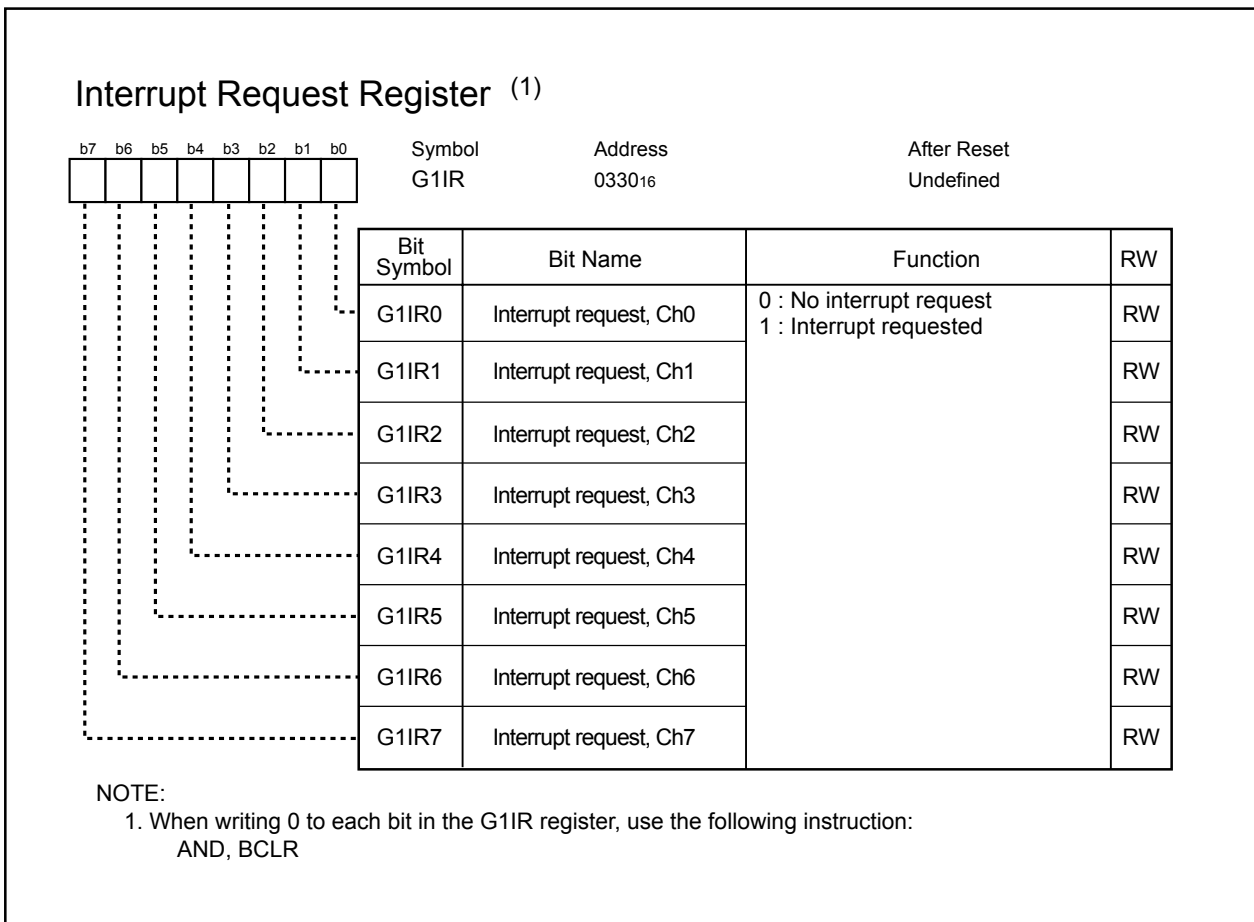 Interrupt Request Register (1)
b7 b6 b5 b4 b3 b2 b1 b0
Symbol Address After Reset
G1IR 033016 Undefined
Bit Symbol Bit Name Function RW
G1IR0 Interrupt request, Ch0 0 : No interrupt request RW
1 : Interrupt requested
G1IR1 Interrupt request, Ch1 RW
G1IR2 Interrupt request, Ch2 RW
G1IR3 Interrupt request, Ch3 RW
G1IR4 Interrupt request, Ch4 RW
G1IR5 Interrupt request, Ch5 RW
G1IR6 Interrupt request, Ch6 RW
G1IR7 Interrupt request, Ch7 RW
NOTE:
1. When writing 0 to each bit in the G1IR register, use the following instruction:
AND, BCLR